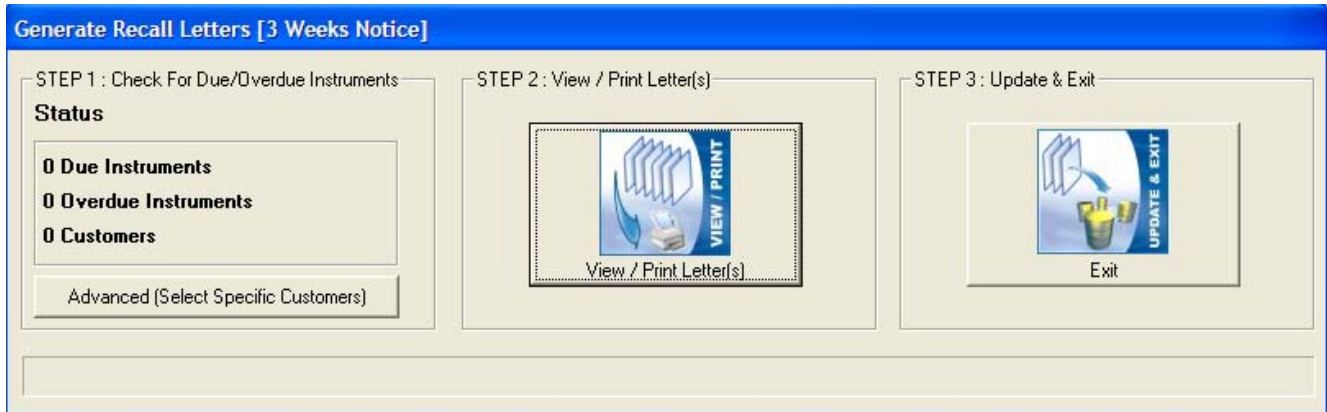 Generate Recall Letters [3 Weeks Notice]
STEP 1 : Check For Due/Overdue Instruments
Status
0 Due Instruments
0 Overdue Instruments
0 Customers
Advanced (Select Specific Customers)
STEP 2 : View / Print Letter(s)
VIEW / PRINT
View / Print Letter(s)
STEP 3 : Update & Exit
UPDATE & EXIT
Exit